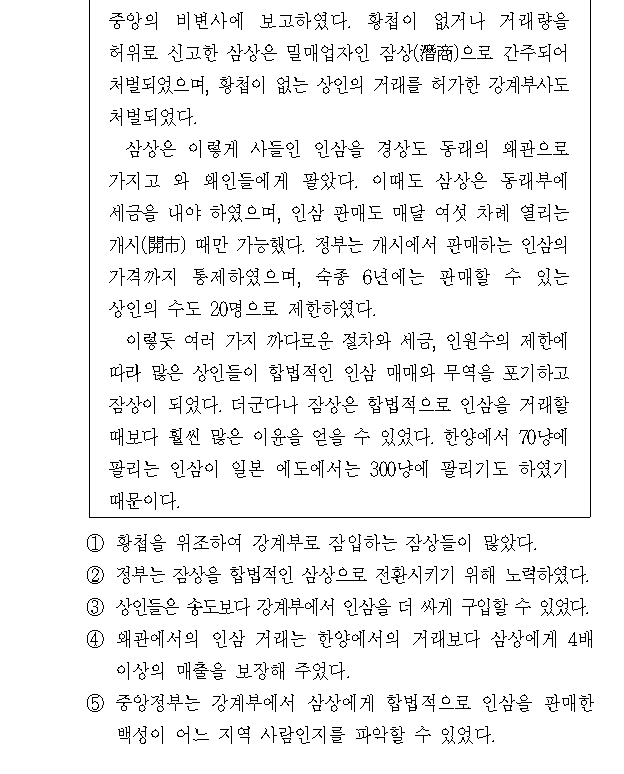 중앙의 비변사에 보고하였다. 황첩이 없거나 거래량을
허위로 신고한 삼상은 밀매업자인 잠상(潛商)으로 간주되어
처벌되었으며, 황첩이 없는 상인의 거래를 허가한 강계부사도
처벌되었다.
삼상은 이렇게 사들인 인삼을 경상도 동래의 왜관으로
가지고 와 왜인들에게 팔았다. 이때도 삼상은 동래부에
세금을 내야 하였으며, 인삼 판매도 매달 여섯 차례 열리는
개시(開市) 때만 가능했다. 정부는 개시에서 판매하는 인삼의
가격까지 통제하였으며, 숙종 6년에는 판매할 수 있는
상인의 수도 20명으로 제한하였다.
이렇듯 여러 가지 까다로운 절차와 세금, 인원수의 제한에
따라 많은 상인들이 합법적인 인삼 매매와 무역을 포기하고
잠상이 되었다. 더군다나 잠상은 합법적으로 인삼을 거래할
때보다 훨씬 많은 이윤을 얻을 수 있었다. 한양에서 70냥에
팔리는 인삼이 일본 에도에서는 300냥에 팔리기도 하였기
때문이다.
① 황첩을 위조하여 강계부로 잠입하는 잠상들이 많았다.
② 정부는 잠상을 합법적인 삼상으로 전환시키기 위해 노력하였다.
③ 상인들은 송도보다 강계부에서 인삼을 더 싸게 구입할 수 있었다.
④ 왜관에서의 인삼 거래는 한양에서의 거래보다 삼상에게 4배
이상의 매출을 보장해 주었다.
⑤ 중앙정부는 강계부에서 삼상에게 합법적으로 인삼을 판매한
백성이 어느 지역 사람인지를 파악할 수 있었다.